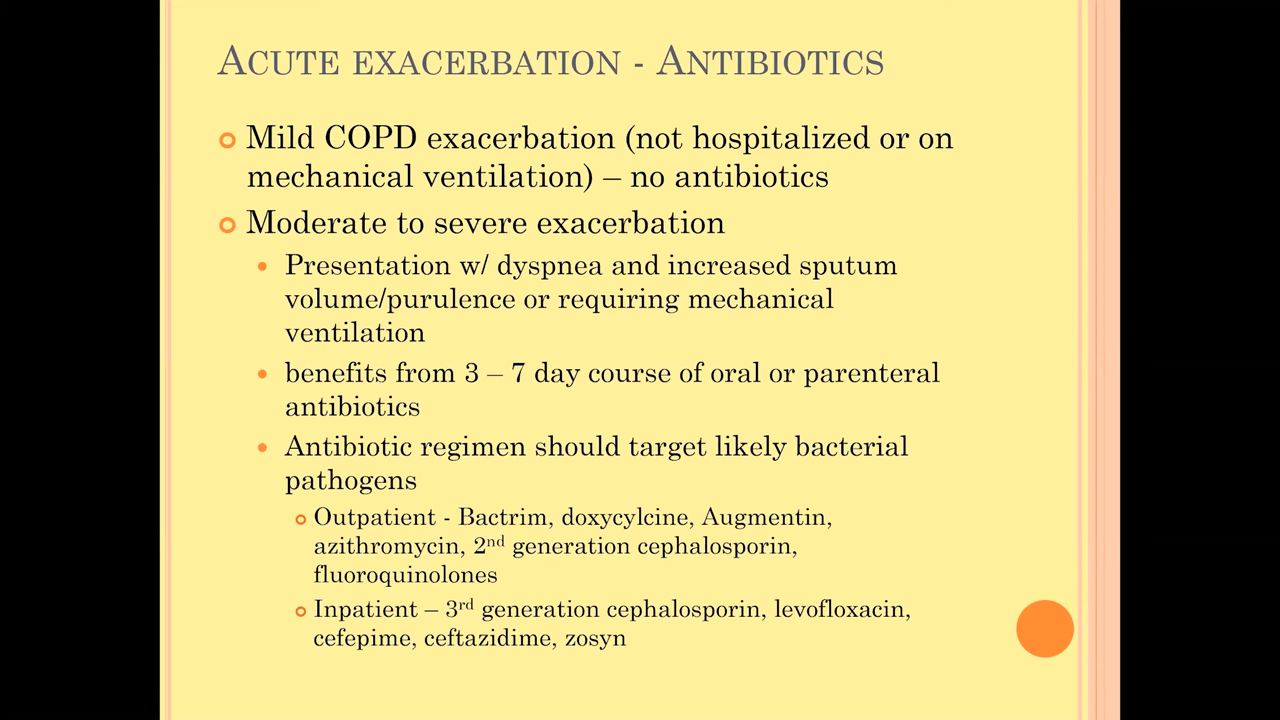 ACUTE EXACERBATION - ANTIBIOTICS
Mild COPD exacerbation (not hospitalized or on
mechanical ventilation) – no antibiotics
Moderate to severe exacerbation
Presentation w/ dyspnea and increased sputum
volume/purulence or requiring mechanical
ventilation
benefits from 3 – 7 day course of oral or parenteral
antibiotics
Antibiotic regimen should target likely bacterial
pathogens
Outpatient - Bactrim, doxycylcine, Augmentin,
azithromycin, 2nd generation cephalosporin,
fluoroquinolones
Inpatient – 3rd generation cephalosporin, levofloxacin,
cefepime, ceftazidime, zosyn